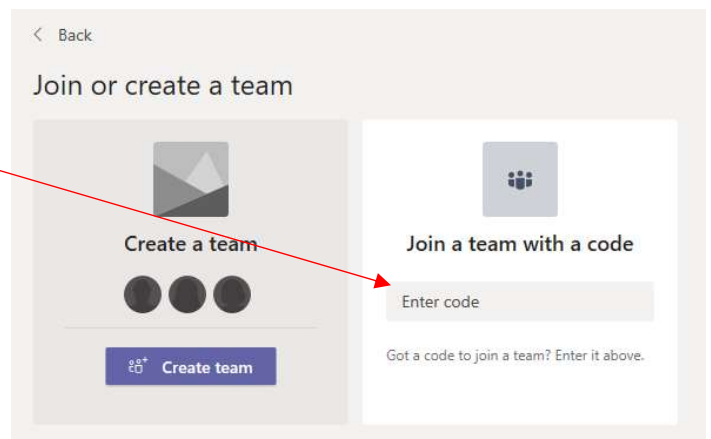 Back
Join or create a team
Create a team
Create team
Join a team with a code
Enter code
Got a code to join a team? Enter it above.